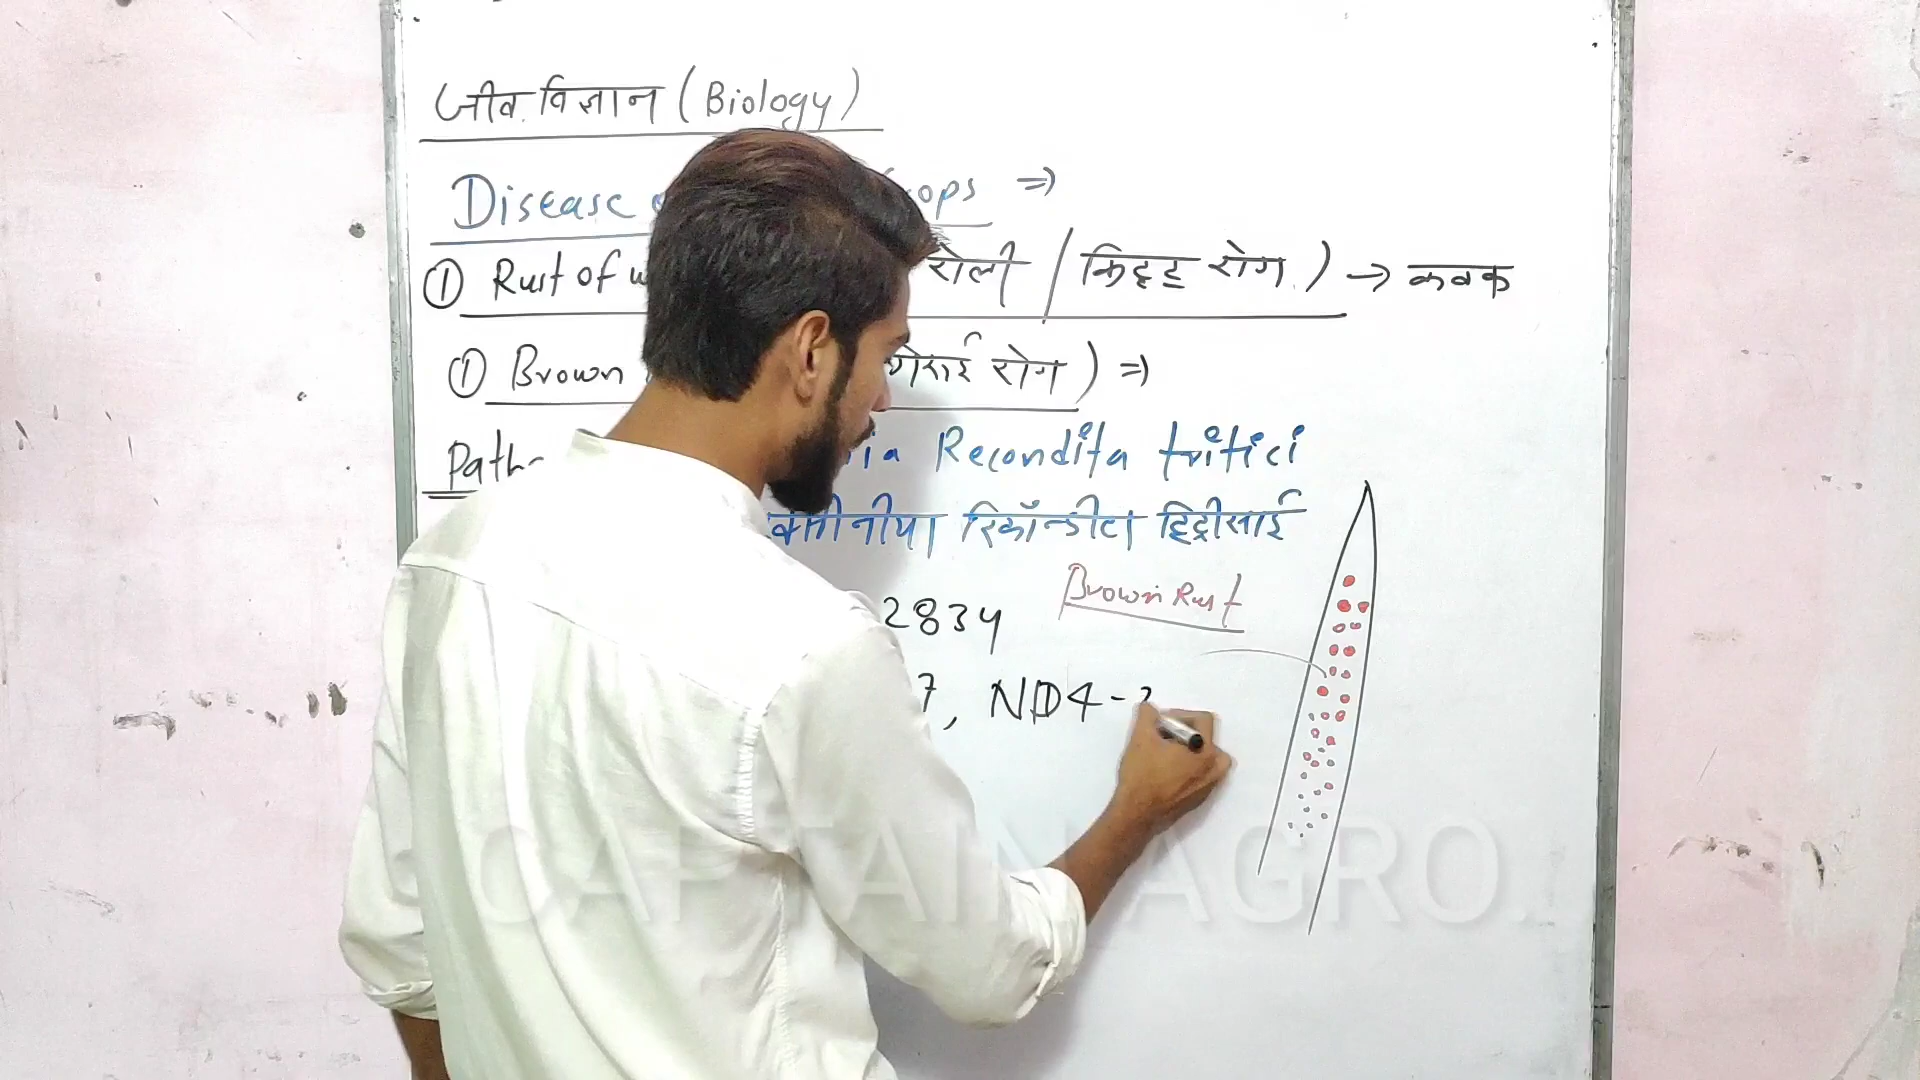 जीव विज्ञान (Biology)
Disease ops ⇒
① Rust of रोली / किट्ट रोग ) → कवक
① Brown गेरुई रोग ) ⇒
Path ia Recondita tritici
क्सीनीया रिकॉन्डीटा ट्रिट्रीसाई
Brown Rust
2834
7, ND4-
CAPTAIN AGRO.